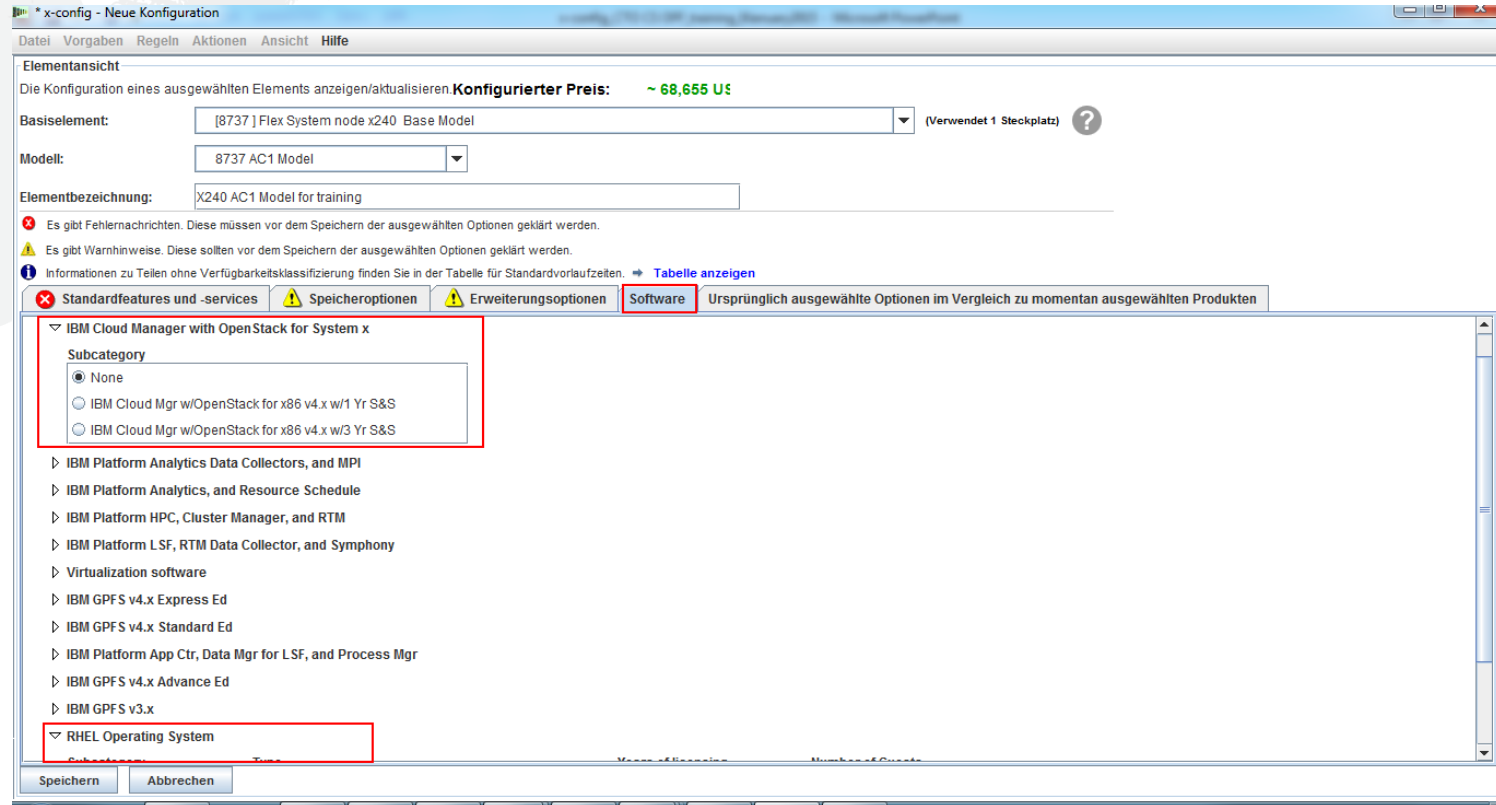 * x-config - Neue Konfiguration
Datei Vorgaben Regeln Aktionen Ansicht Hilfe
Elementansicht
Die Konfiguration eines ausgewählten Elements anzeigen/aktualisieren. Konfigurierter Preis: ~ 68,655 US
Basiselement: [8737 ] Flex System node x240 Base Model (Verwendet 1 Steckplatz) ?
Modell: 8737 AC1 Model
Elementbezeichnung: X240 AC1 Model for training
Es gibt Fehlernachrichten. Diese müssen vor dem Speichern der ausgewählten Optionen geklärt werden.
Es gibt Warnhinweise. Diese sollten vor dem Speichern der ausgewählten Optionen geklärt werden.
Informationen zu Teilen ohne Verfügbarkeitsklassifizierung finden Sie in der Tabelle für Standardvorlaufzeiten. Tabelle anzeigen
Standardfeatures und -services Speicheroptionen Erweiterungsoptionen Software Ursprünglich ausgewählte Optionen im Vergleich zu momentan ausgewählten Produkten
IBM Cloud Manager with OpenStack for System x
Subcategory
None
IBM Cloud Mgr w/OpenStack for x86 v4.x w/1 Yr S&S
IBM Cloud Mgr w/OpenStack for x86 v4.x w/3 Yr S&S
IBM Platform Analytics Data Collectors, and MPI
IBM Platform Analytics, and Resource Schedule
IBM Platform HPC, Cluster Manager, and RTM
IBM Platform LSF, RTM Data Collector, and Symphony
Virtualization software
IBM GPFS v4.x Express Ed
IBM GPFS v4.x Standard Ed
IBM Platform App Ctr, Data Mgr for LSF, and Process Mgr
IBM GPFS v4.x Advance Ed
IBM GPFS v3.x
RHEL Operating System
Subcategory Type Years of licensing Number of Guests
Speichern Abbrechen